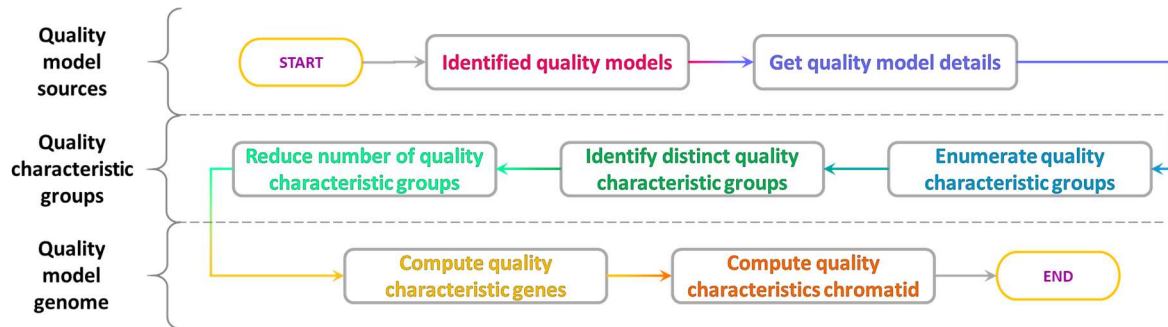 Quality
model
sources
START
Identified quality models
Get quality model details
Quality
characteristic
groups
Reduce number of quality
characteristic groups
Identify distinct quality
characteristic groups
Enumerate quality
characteristic groups
Quality
model
genome
Compute quality
characteristic genes
Compute quality
characteristics chromatid
END